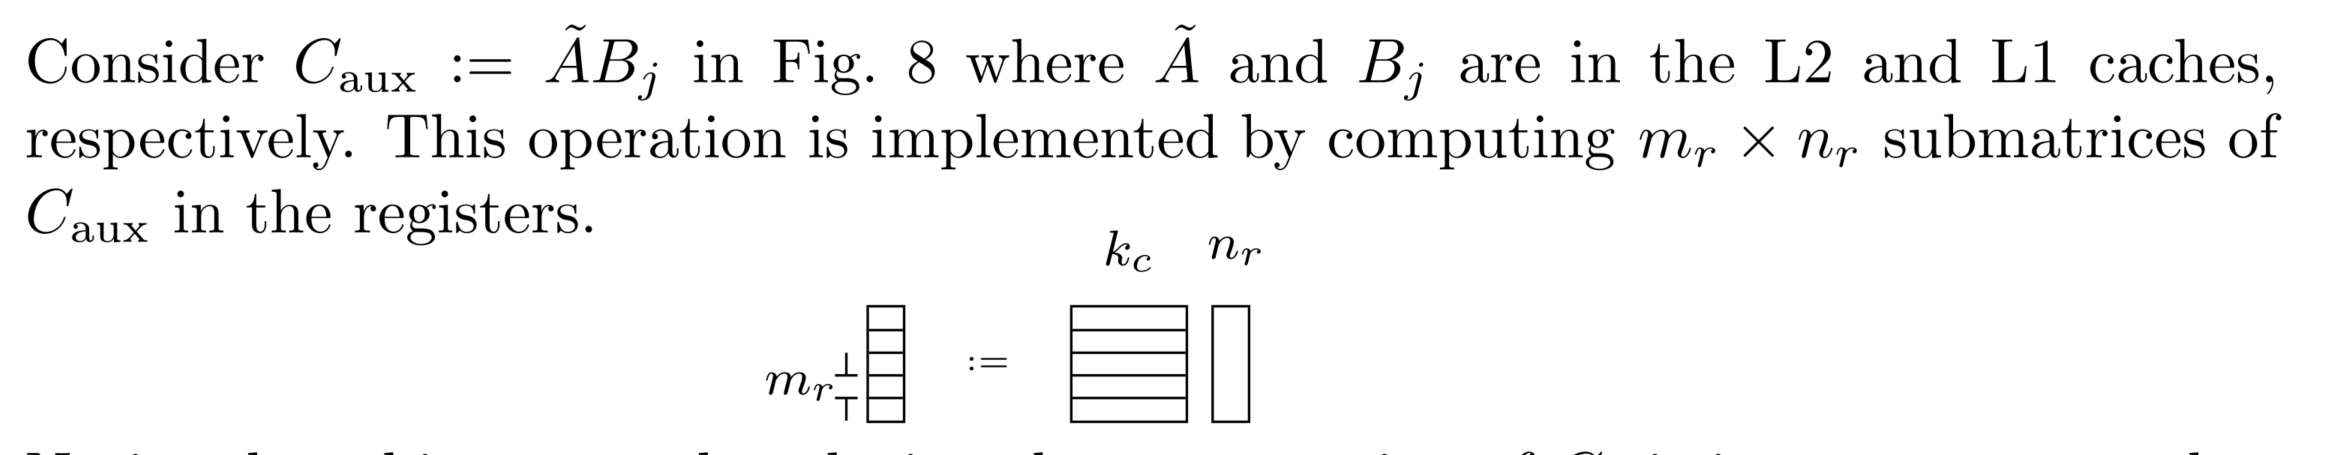 Consider C_aux := ÃB_j in Fig. 8 where Ã and B_j are in the L2 and L1 caches,
respectively. This operation is implemented by computing m_r × n_r submatrices of
C_aux in the registers.
k_c n_r
m_r :=